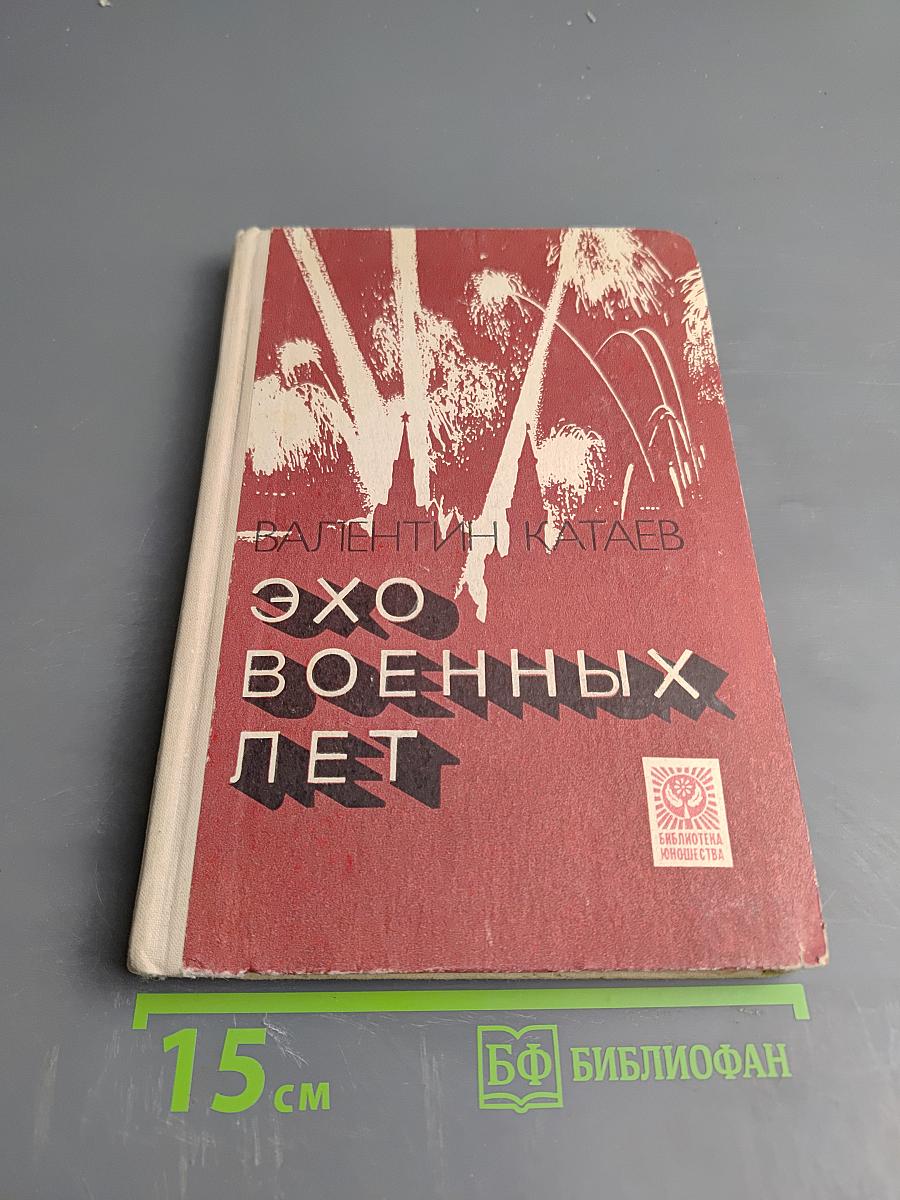 ВАЛЕНТИН КАТАЕВ
ЭХО
ВОЕННЫХ
ЛЕТ
БИБЛИОТЕКА
ЮНОШЕСТВА
15 см
БФ БИБЛИОФАН